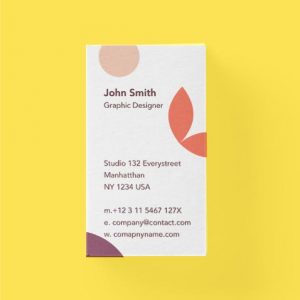 John Smith
Graphic Designer
Studio 132 Everystreet
Manhatthan
NY 1234 USA
m.+12 3 11 5467 127X
e. company@contact.com
w. comapnyname.com